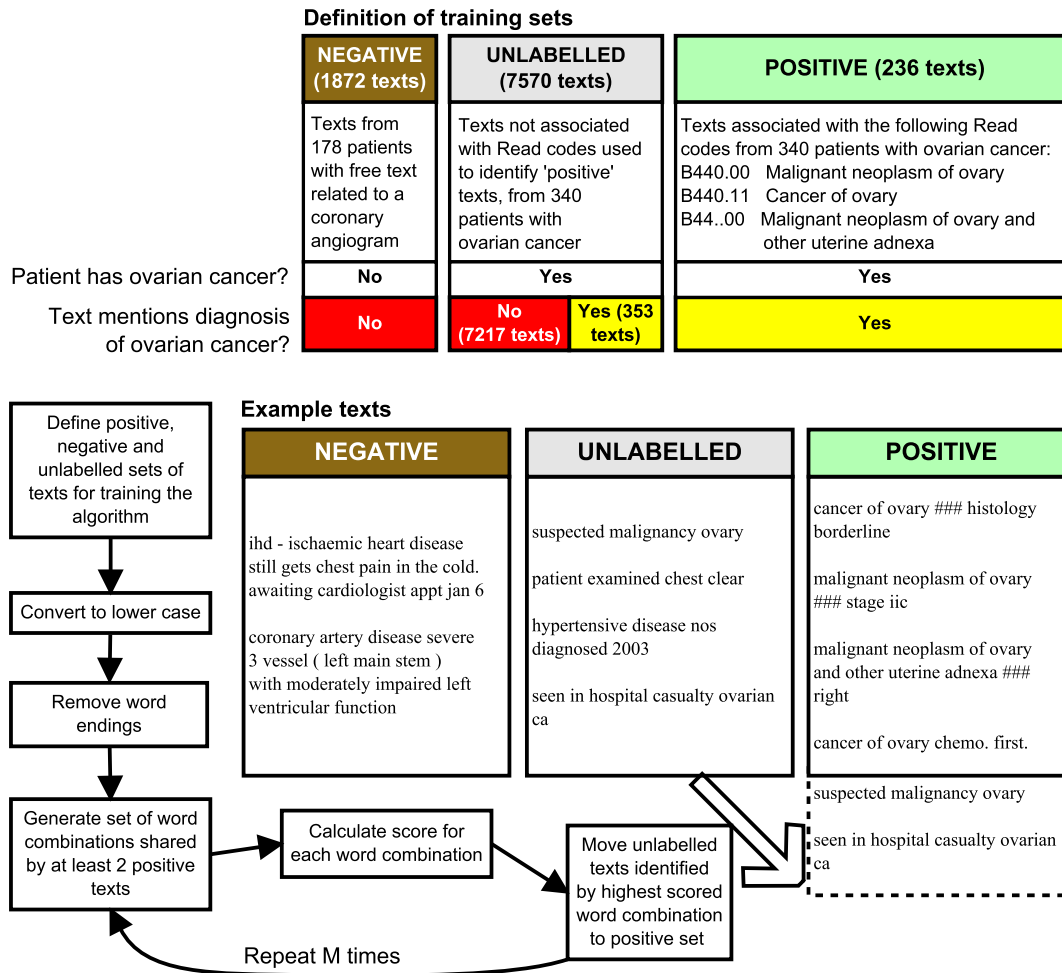 Definition of training sets
NEGATIVE
(1872 texts)
UNLABELLED
(7570 texts)
POSITIVE (236 texts)
Texts from
178 patients
with free text
related to a
coronary
angiogram
Texts not associated
with Read codes used
to identify 'positive'
texts, from 340
patients with
ovarian cancer
Texts associated with the following Read
codes from 340 patients with ovarian cancer:
B440.00 Malignant neoplasm of ovary
B440.11 Cancer of ovary
B44..00 Malignant neoplasm of ovary and
other uterine adnexa
Patient has ovarian cancer?
No
Yes
Yes
Text mentions diagnosis
of ovarian cancer?
No
No
(7217 texts)
Yes (353
texts)
Yes
Define positive,
negative and
unlabelled sets of
texts for training the
algorithm
Convert to lower case
Remove word
endings
Generate set of word
combinations shared
by at least 2 positive
texts
Calculate score for
each word combination
Move unlabelled
texts identified
by highest scored
word combination
to positive set
Repeat M times
Example texts
NEGATIVE
ihd - ischaemic heart disease
still gets chest pain in the cold.
awaiting cardiologist appt jan 6
coronary artery disease severe
3 vessel ( left main stem )
with moderately impaired left
ventricular function
UNLABELLED
suspected malignancy ovary
patient examined chest clear
hypertensive disease nos
diagnosed 2003
seen in hospital casualty ovarian
ca
POSITIVE
cancer of ovary ### histology
borderline
malignant neoplasm of ovary
### stage iic
malignant neoplasm of ovary
and other uterine adnexa ###
right
cancer of ovary chemo. first.
suspected malignancy ovary
seen in hospital casualty ovarian
ca